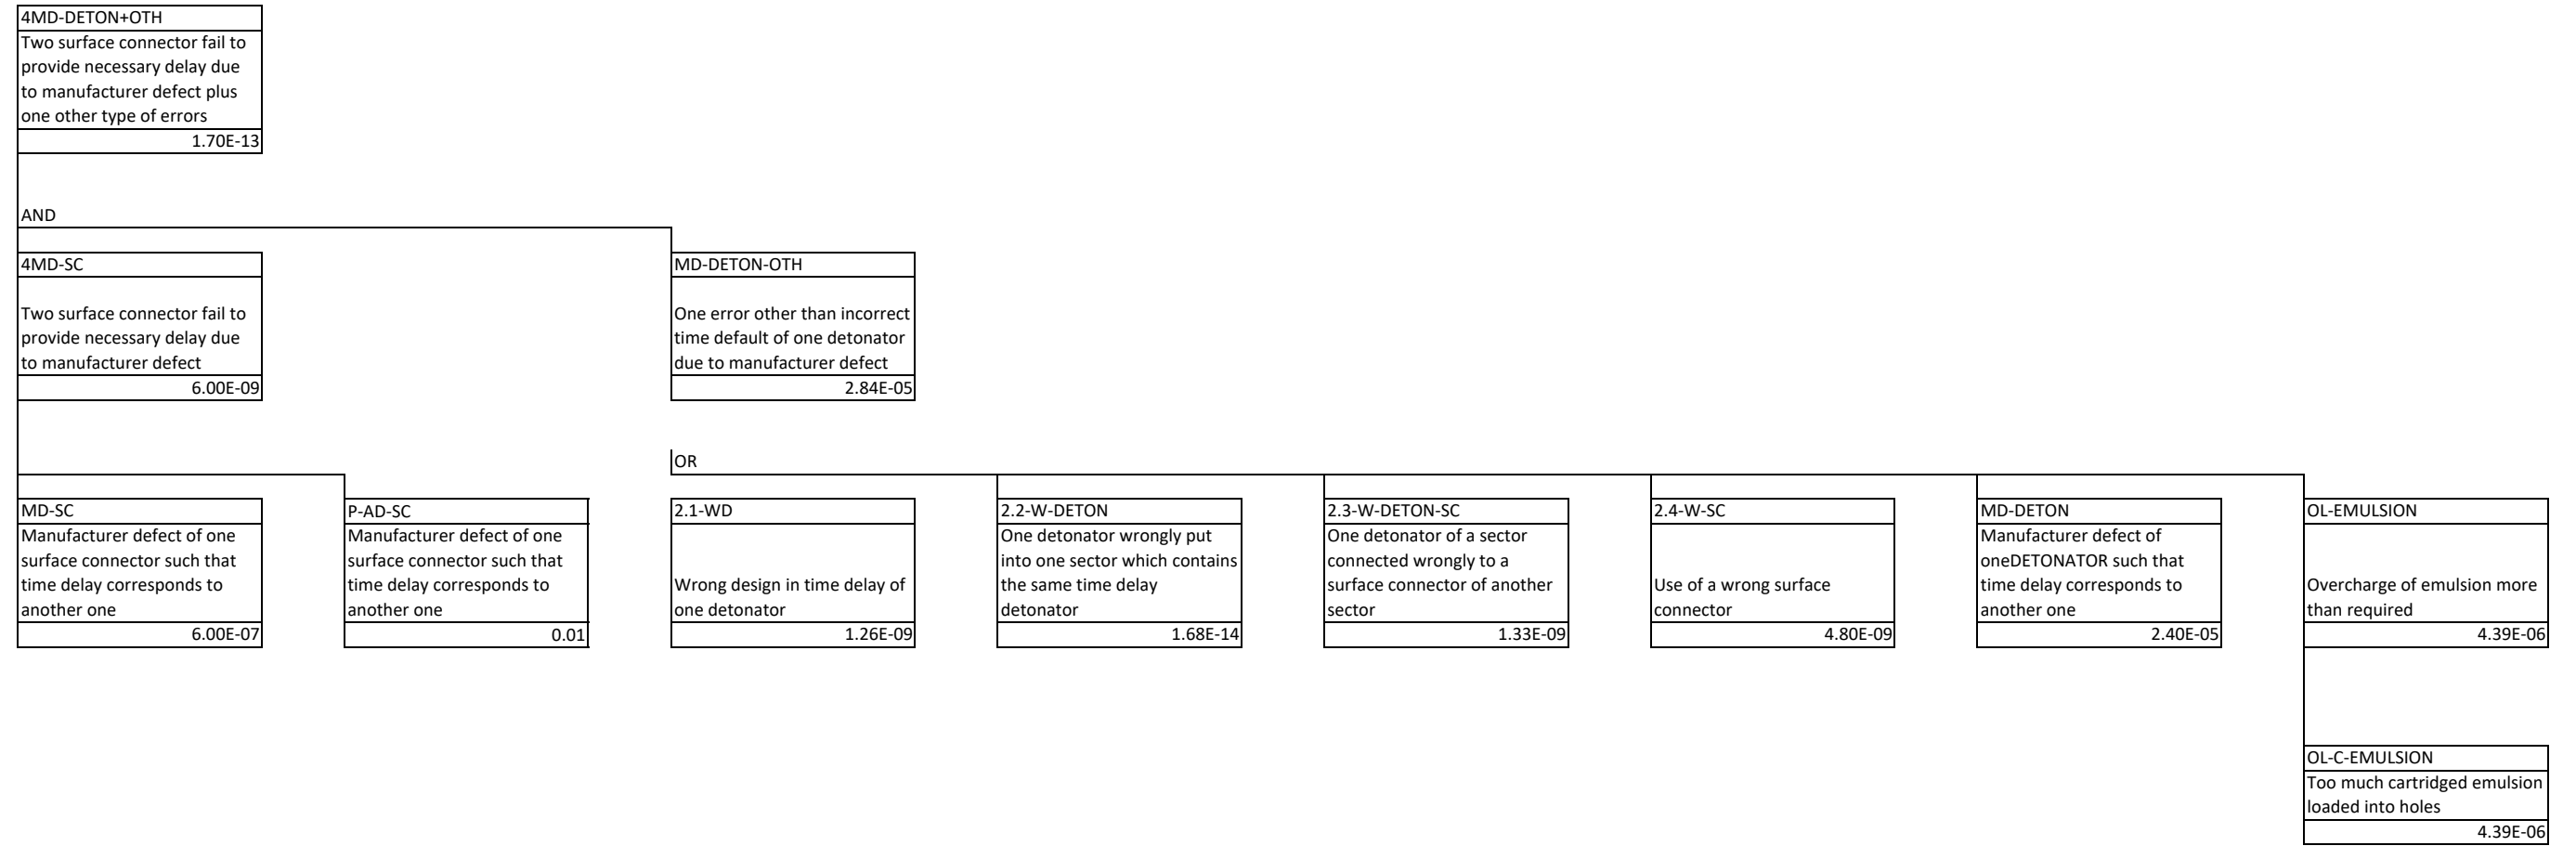 4MD-DETON+OTH
Two surface connector fail to
provide necessary delay due
to manufacturer defect plus
one other type of errors
1.70E-13
AND
4MD-SC
Two surface connector fail to
provide necessary delay due
to manufacturer defect
6.00E-09
MD-DETON-OTH
One error other than incorrect
time default of one detonator
due to manufacturer defect
2.84E-05
OR
MD-SC
Manufacturer defect of one
surface connector such that
time delay corresponds to
another one
6.00E-07
P-AD-SC
Manufacturer defect of one
surface connector such that
time delay corresponds to
another one
0.01
2.1-WD
Wrong design in time delay of
one detonator
1.26E-09
2.2-W-DETON
One detonator wrongly put
into one sector which contains
the same time delay
detonator
1.68E-14
2.3-W-DETON-SC
One detonator of a sector
connected wrongly to a
surface connector of another
sector
1.33E-09
2.4-W-SC
Use of a wrong surface
connector
4.80E-09
MD-DETON
Manufacturer defect of
oneDETONATOR such that
time delay corresponds to
another one
2.40E-05
OL-EMULSION
Overcharge of emulsion more
than required
4.39E-06
OL-C-EMULSION
Too much cartridged emulsion
loaded into holes
4.39E-06